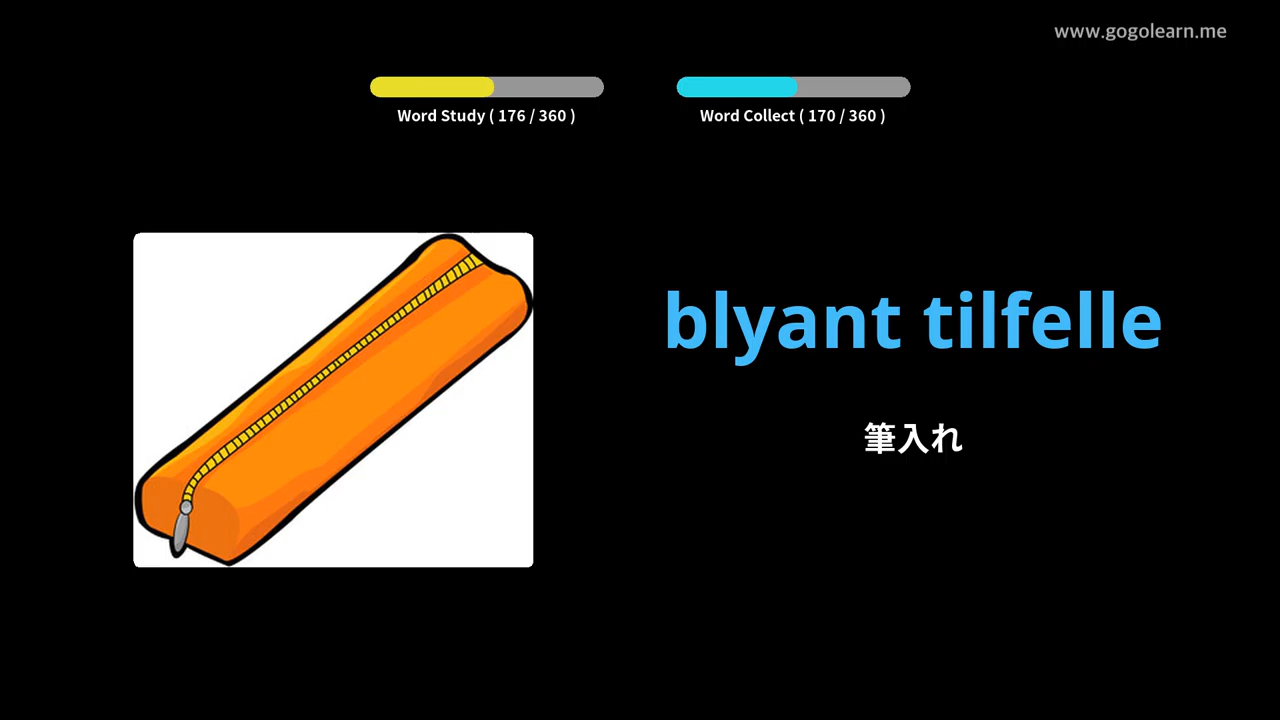 www.gogolearn.me
Word Study ( 176 / 360 )
Word Collect ( 170 / 360 )
blyant tilfelle
筆入れ